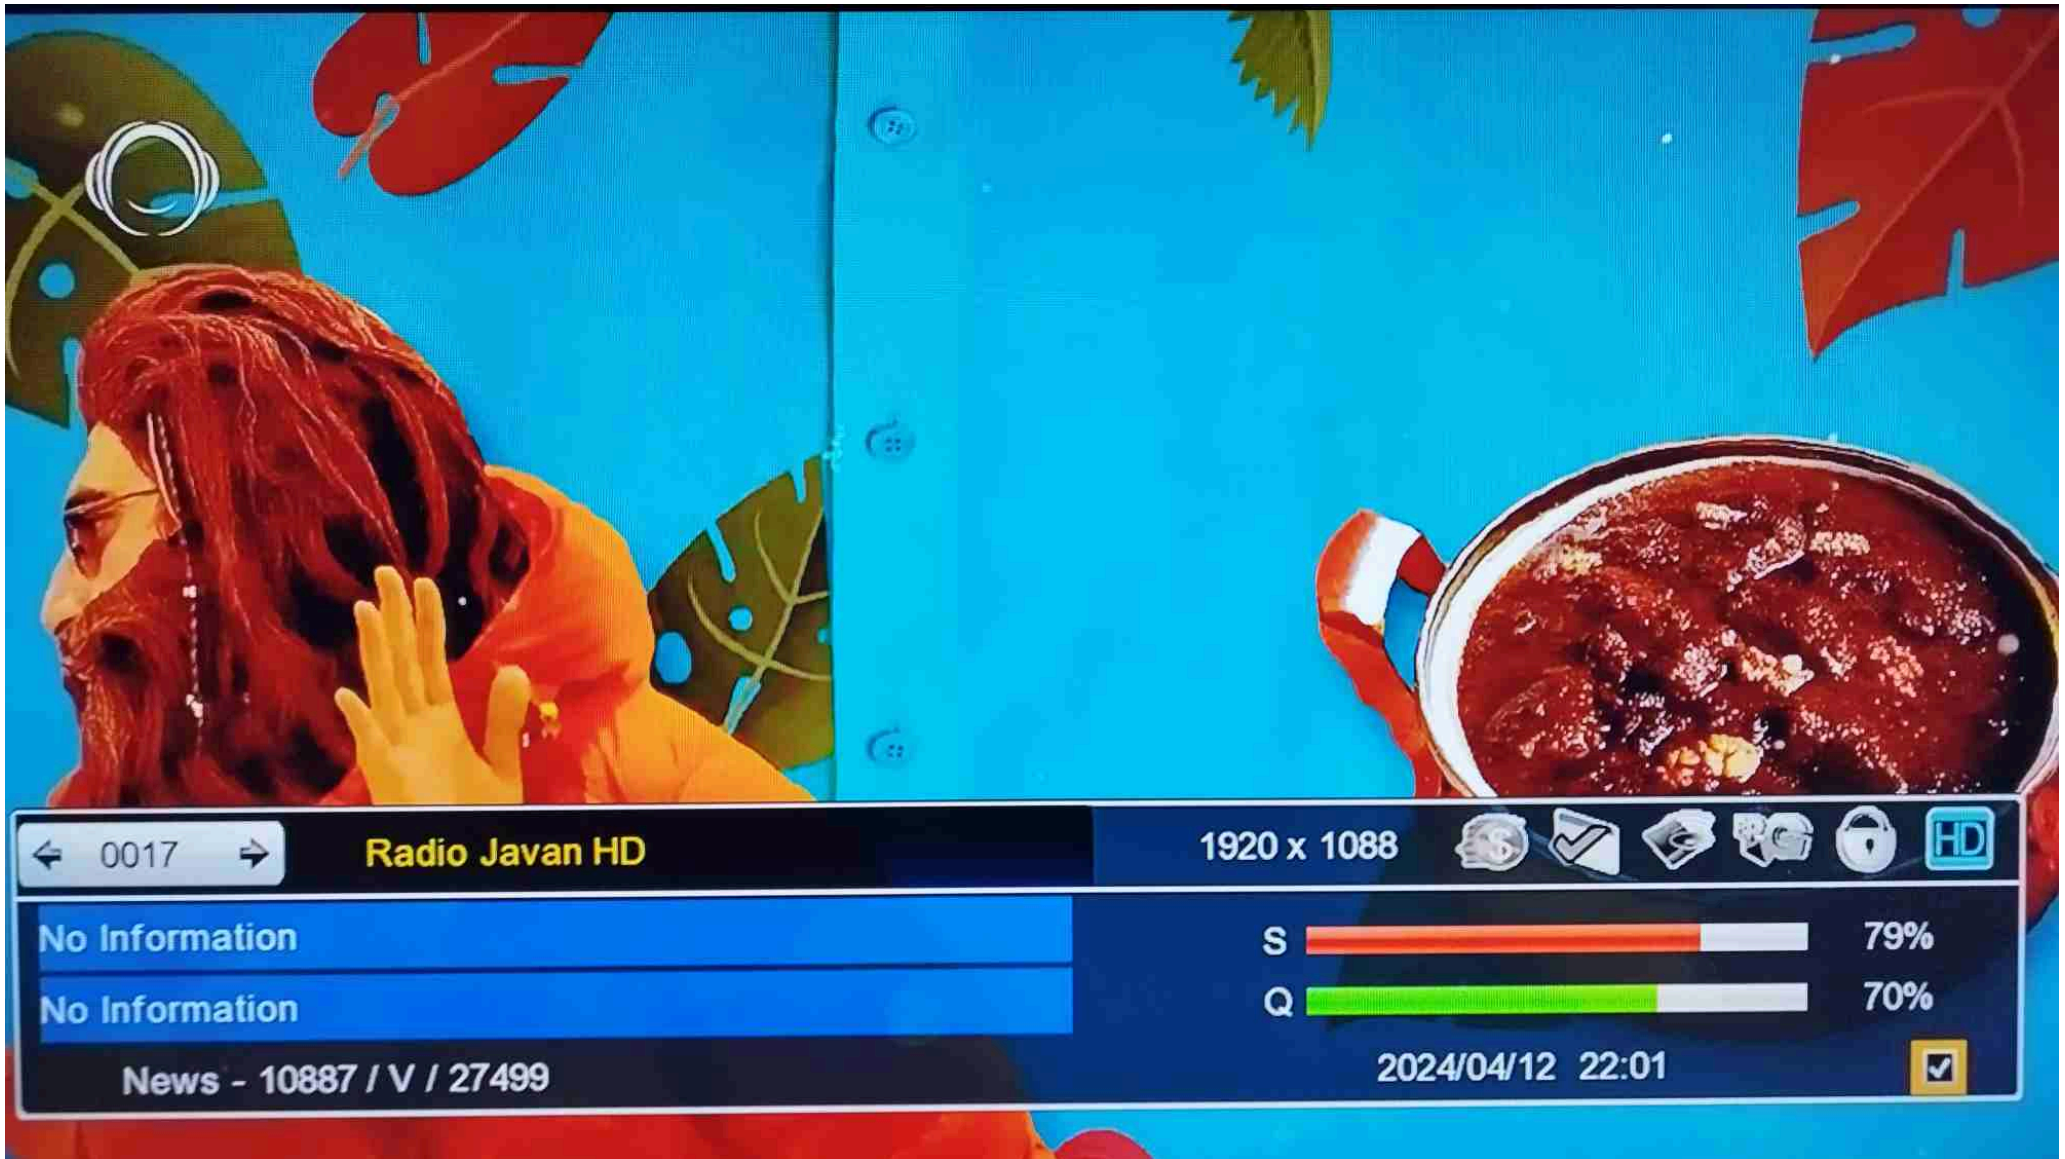 0017
Radio Javan HD
1920 x 1088
$
HD
No Information
S 79%
No Information
Q 70%
News - 10887 / V / 27499
2024/04/12 22:01